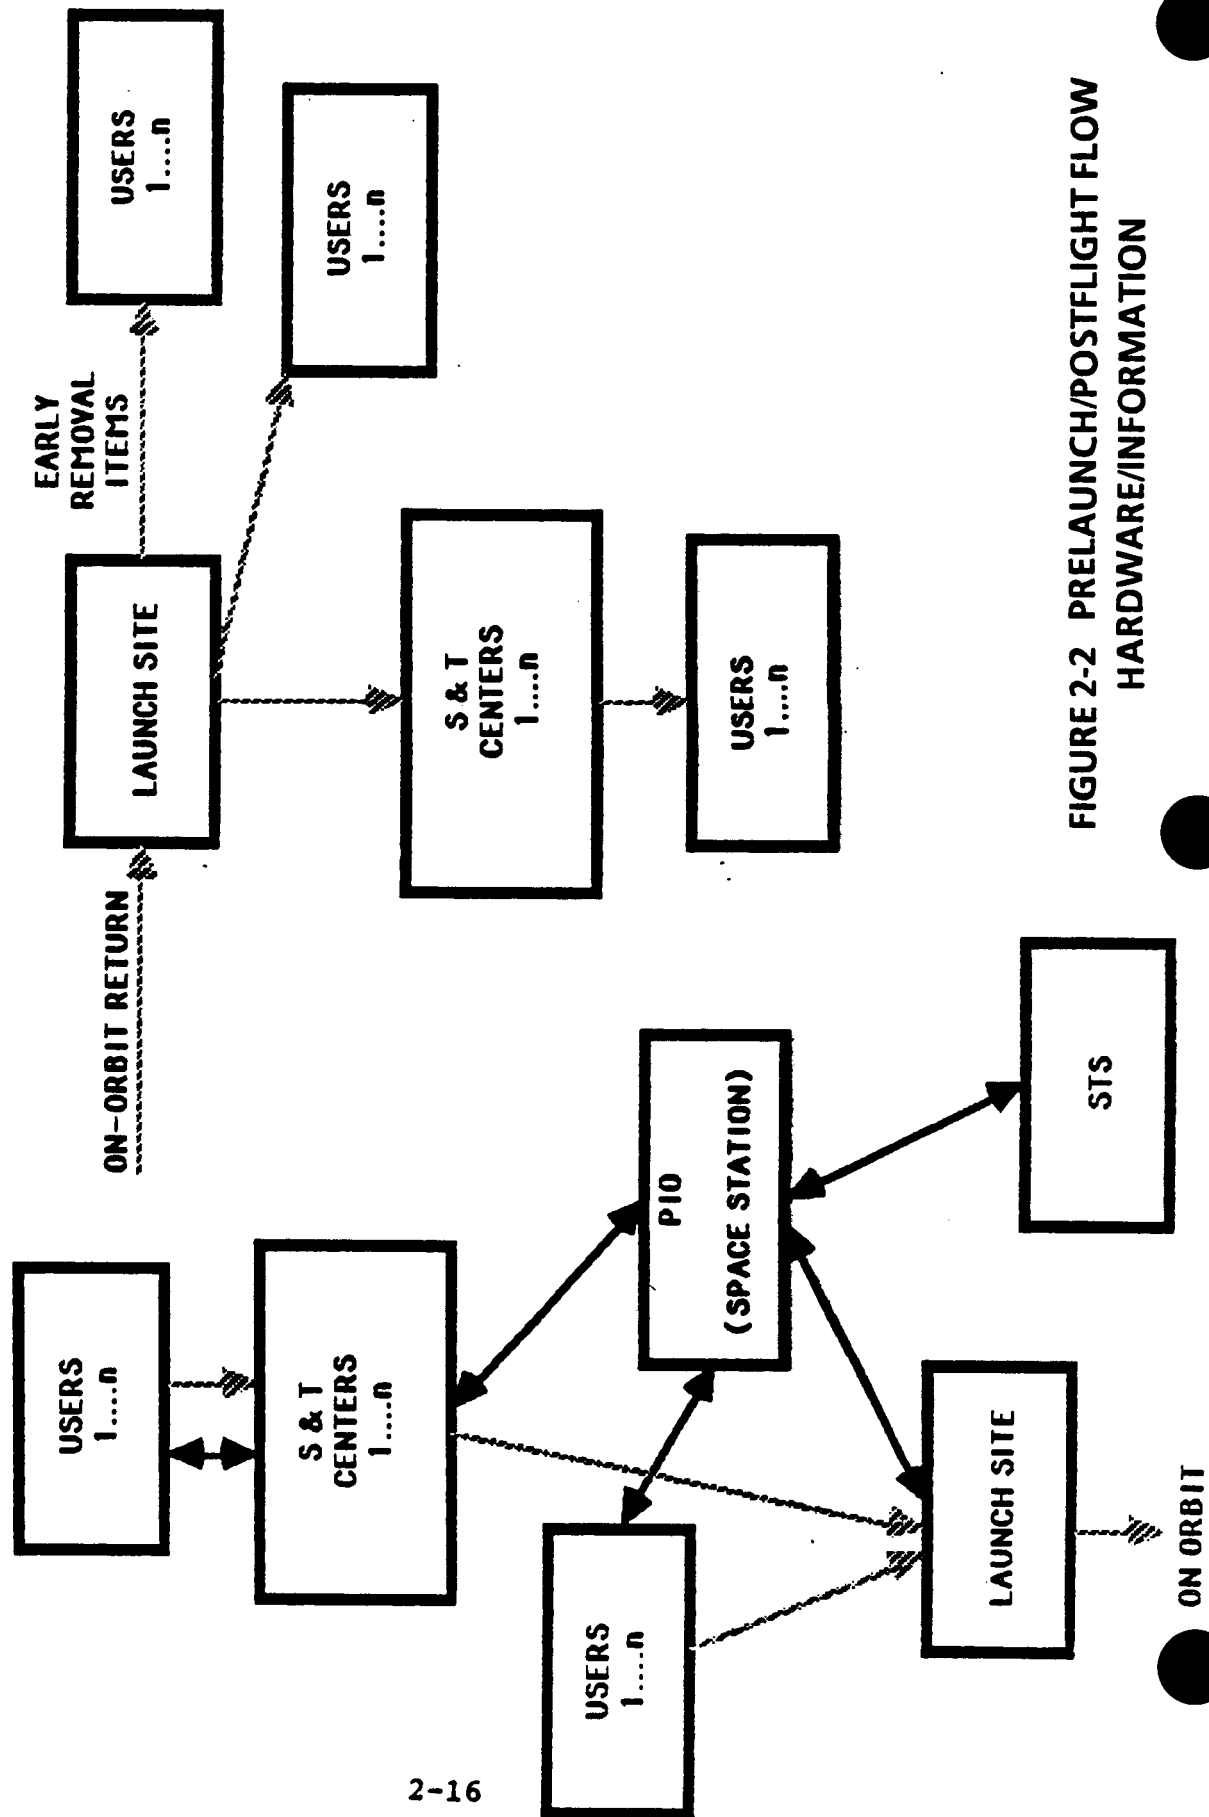 USERS
1....n
S & T
CENTERS
1....n
USERS
1....n
PIO
(SPACE STATION)
LAUNCH SITE
STS
ON ORBIT
ON-ORBIT RETURN
LAUNCH SITE
EARLY
REMOVAL
ITEMS
USERS
1....n
USERS
1....n
S & T
CENTERS
1....n
USERS
1....n
FIGURE 2-2 PRELAUNCH/POSTFLIGHT FLOW
HARDWARE/INFORMATION
2-16